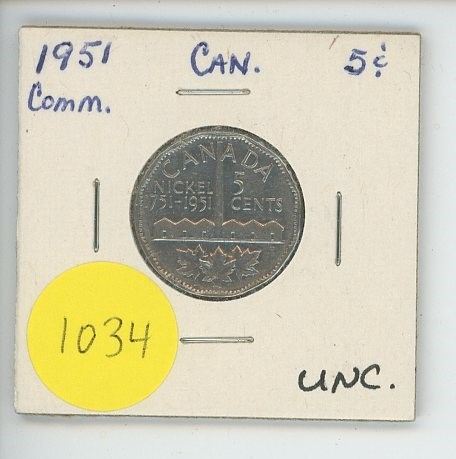 1951 CAN. 5¢
Comm.
CANADA
NICKEL 5
1751-1951 CENTS
1034
UNC.